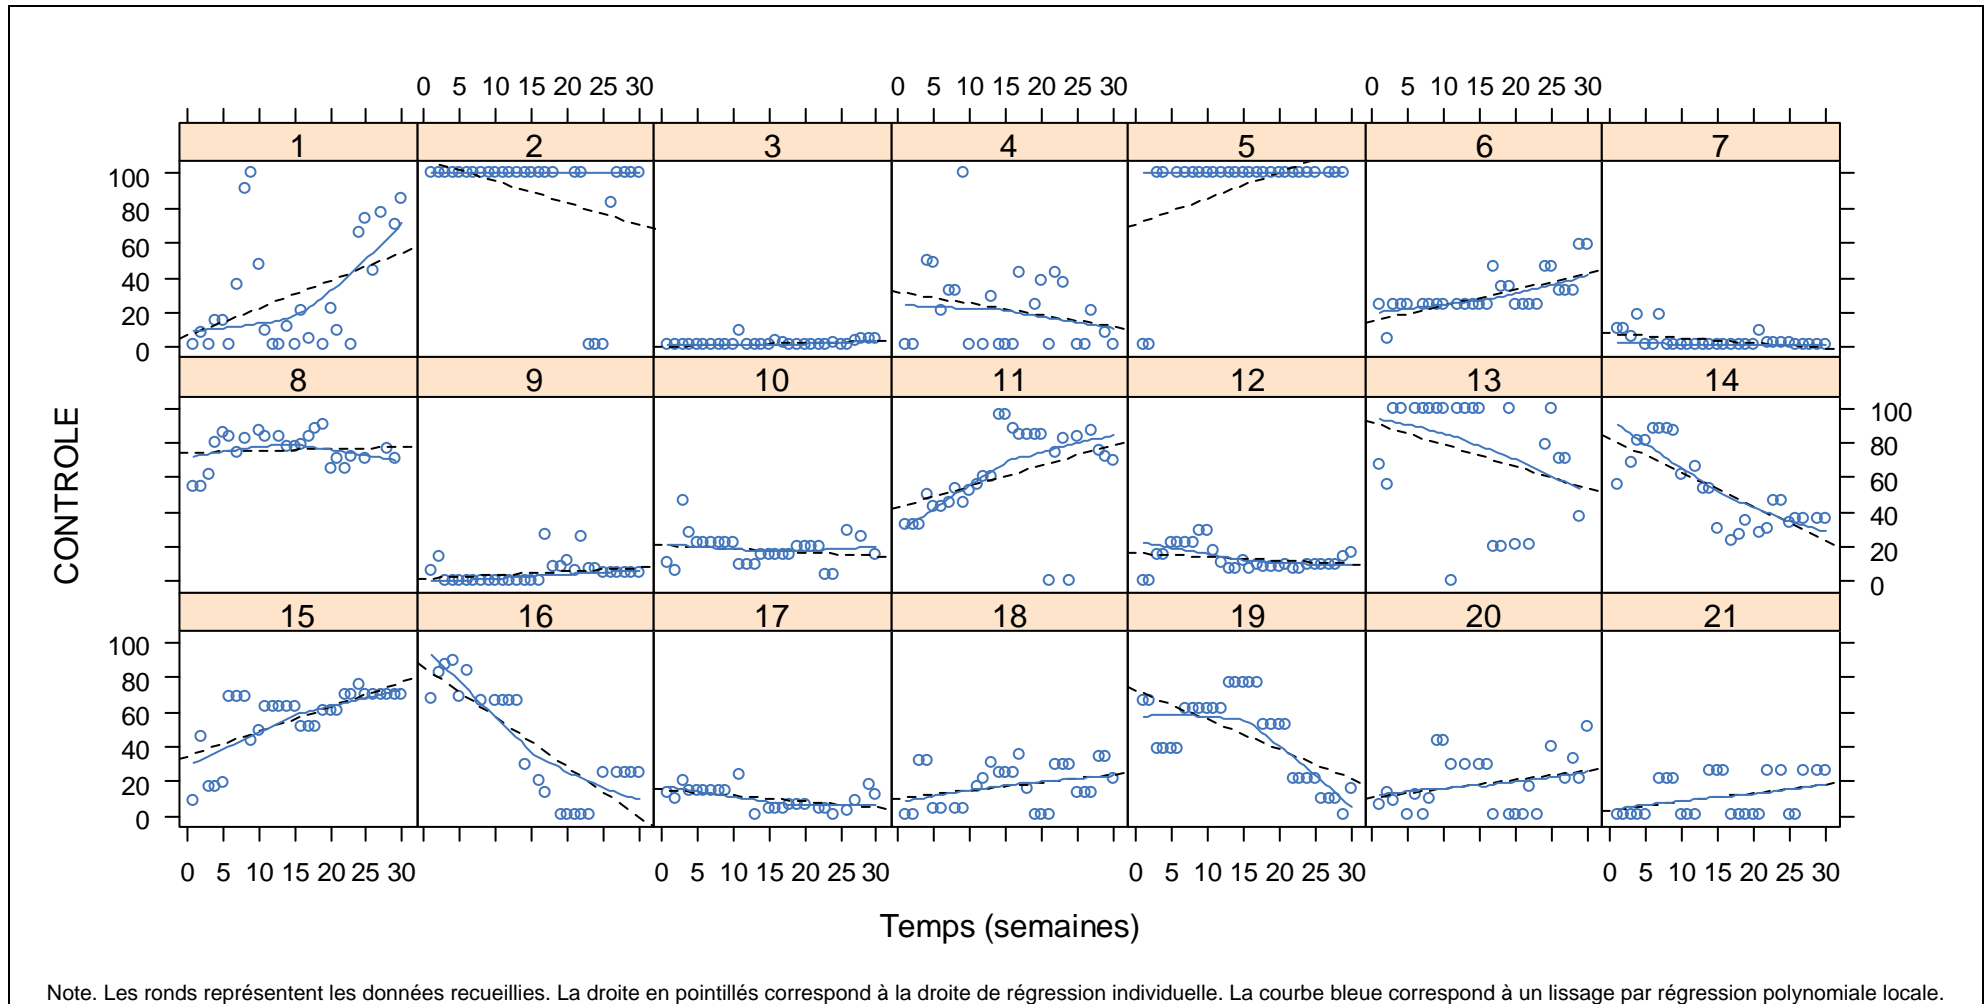 0 5 10 15 20 25 30 0 5 10 15 20 25 30 0 5 10 15 20 25 30
1 2 3 4 5 6 7
100
80
60
40
20
0
8 9 10 11 12 13 14
100
80
60
40
20
0
CONTROLE
15 16 17 18 19 20 21
100
80
60
40
20
0
0 5 10 15 20 25 30 0 5 10 15 20 25 30 0 5 10 15 20 25 30 0 5 10 15 20 25 30
Temps (semaines)
Note. Les ronds représentent les données recueillies. La droite en pointillés correspond à la droite de régression individuelle. La courbe bleue correspond à un lissage par régression polynomiale locale.